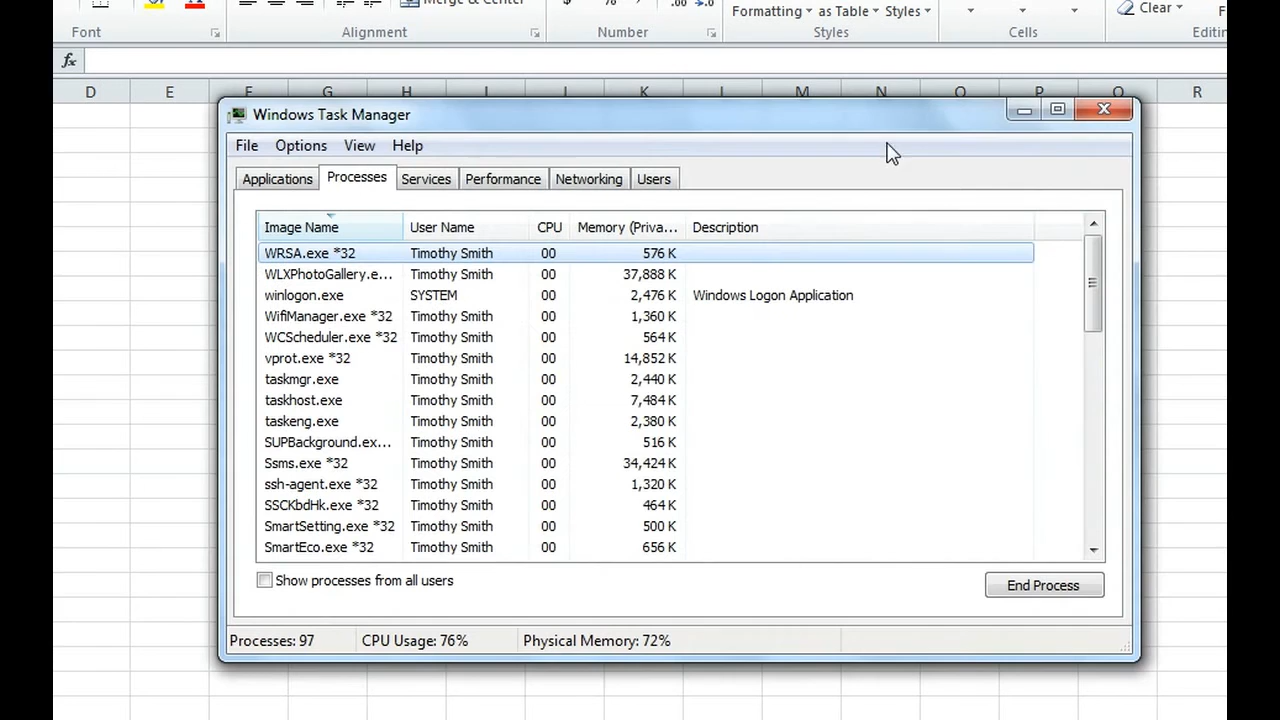 Merge & Center
$ % , .00 →.0
Formatting as Table Styles
Clear
Font Alignment Number Styles Cells
fx
D E F G H I J K L M N O P Q R
Windows Task Manager
File Options View Help
Applications Processes Services Performance Networking Users
Image Name User Name CPU Memory (Priva... Description
WRSA.exe *32 Timothy Smith 00 576 K
WLXPhotoGallery.e... Timothy Smith 00 37,888 K
winlogon.exe SYSTEM 00 2,476 K Windows Logon Application
WifiManager.exe *32 Timothy Smith 00 1,360 K
WCScheduler.exe *32 Timothy Smith 00 564 K
vprot.exe *32 Timothy Smith 00 14,852 K
taskmgr.exe Timothy Smith 00 2,440 K
taskhost.exe Timothy Smith 00 7,484 K
taskeng.exe Timothy Smith 00 2,380 K
SUPBackground.ex... Timothy Smith 00 516 K
Ssms.exe *32 Timothy Smith 00 34,424 K
ssh-agent.exe *32 Timothy Smith 00 1,320 K
SSCKbdHk.exe *32 Timothy Smith 00 464 K
SmartSetting.exe *32 Timothy Smith 00 500 K
SmartEco.exe *32 Timothy Smith 00 656 K
Show processes from all users
End Process
Processes: 97 CPU Usage: 76% Physical Memory: 72%